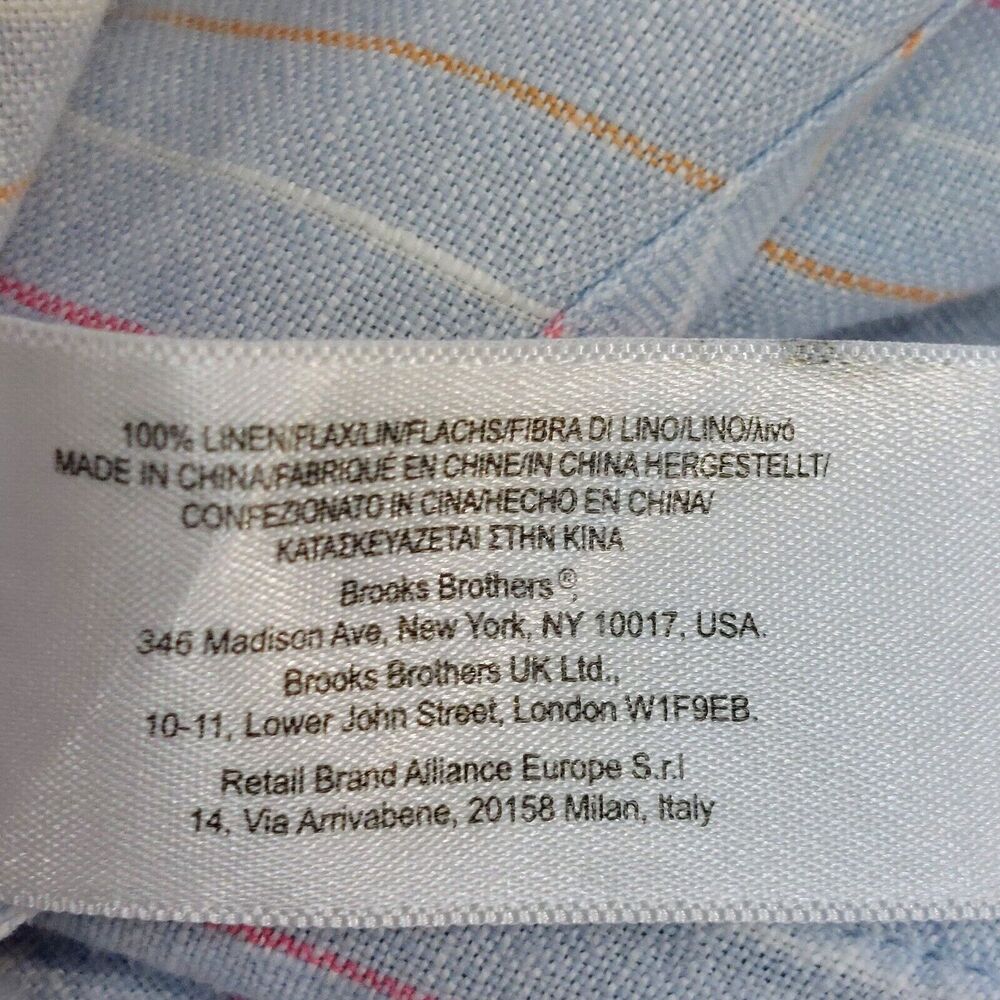 100% LINEN/FLAX/LIN/FLACHS/FIBRA DI LINO/LINO/λινό
MADE IN CHINA/FABRIQUÉ EN CHINE/IN CHINA HERGESTELLT/
CONFEZIONATO IN CINA/HECHO EN CHINA/
ΚΑΤΑΣΚΕΥΑΖΕΤΑΙ ΣΤΗΝ ΚΙΝΑ
Brooks Brothers®,
346 Madison Ave, New York, NY 10017, USA.
Brooks Brothers UK Ltd.,
10-11, Lower John Street, London W1F9EB.
Retail Brand Alliance Europe S.r.l
14, Via Arrivabene, 20158 Milan, Italy